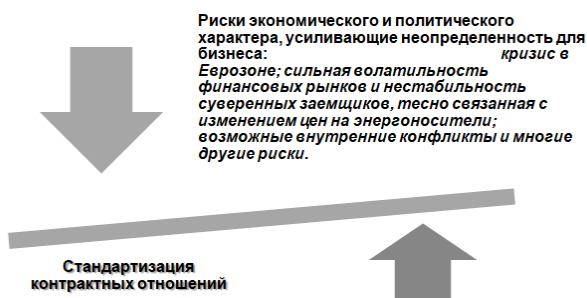 Риски экономического и политического
характера, усиливающие неопределенность для
бизнеса: кризис в
Еврозоне; сильная волатильность
финансовых рынков и нестабильность
суверенных заемщиков, тесно связанная с
изменением цен на энергоносители;
возможные внутренние конфликты и многие
другие риски.
Стандартизация
контрактных отношений